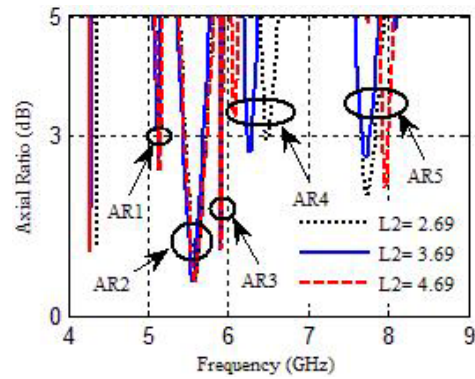 5
3
0
Axial Ratio (dB)
AR4
AR1
AR5
AR2
AR3
L2= 2.69
L2= 3.69
L2= 4.69
4 5 6 7 8 9
Frequency (GHz)